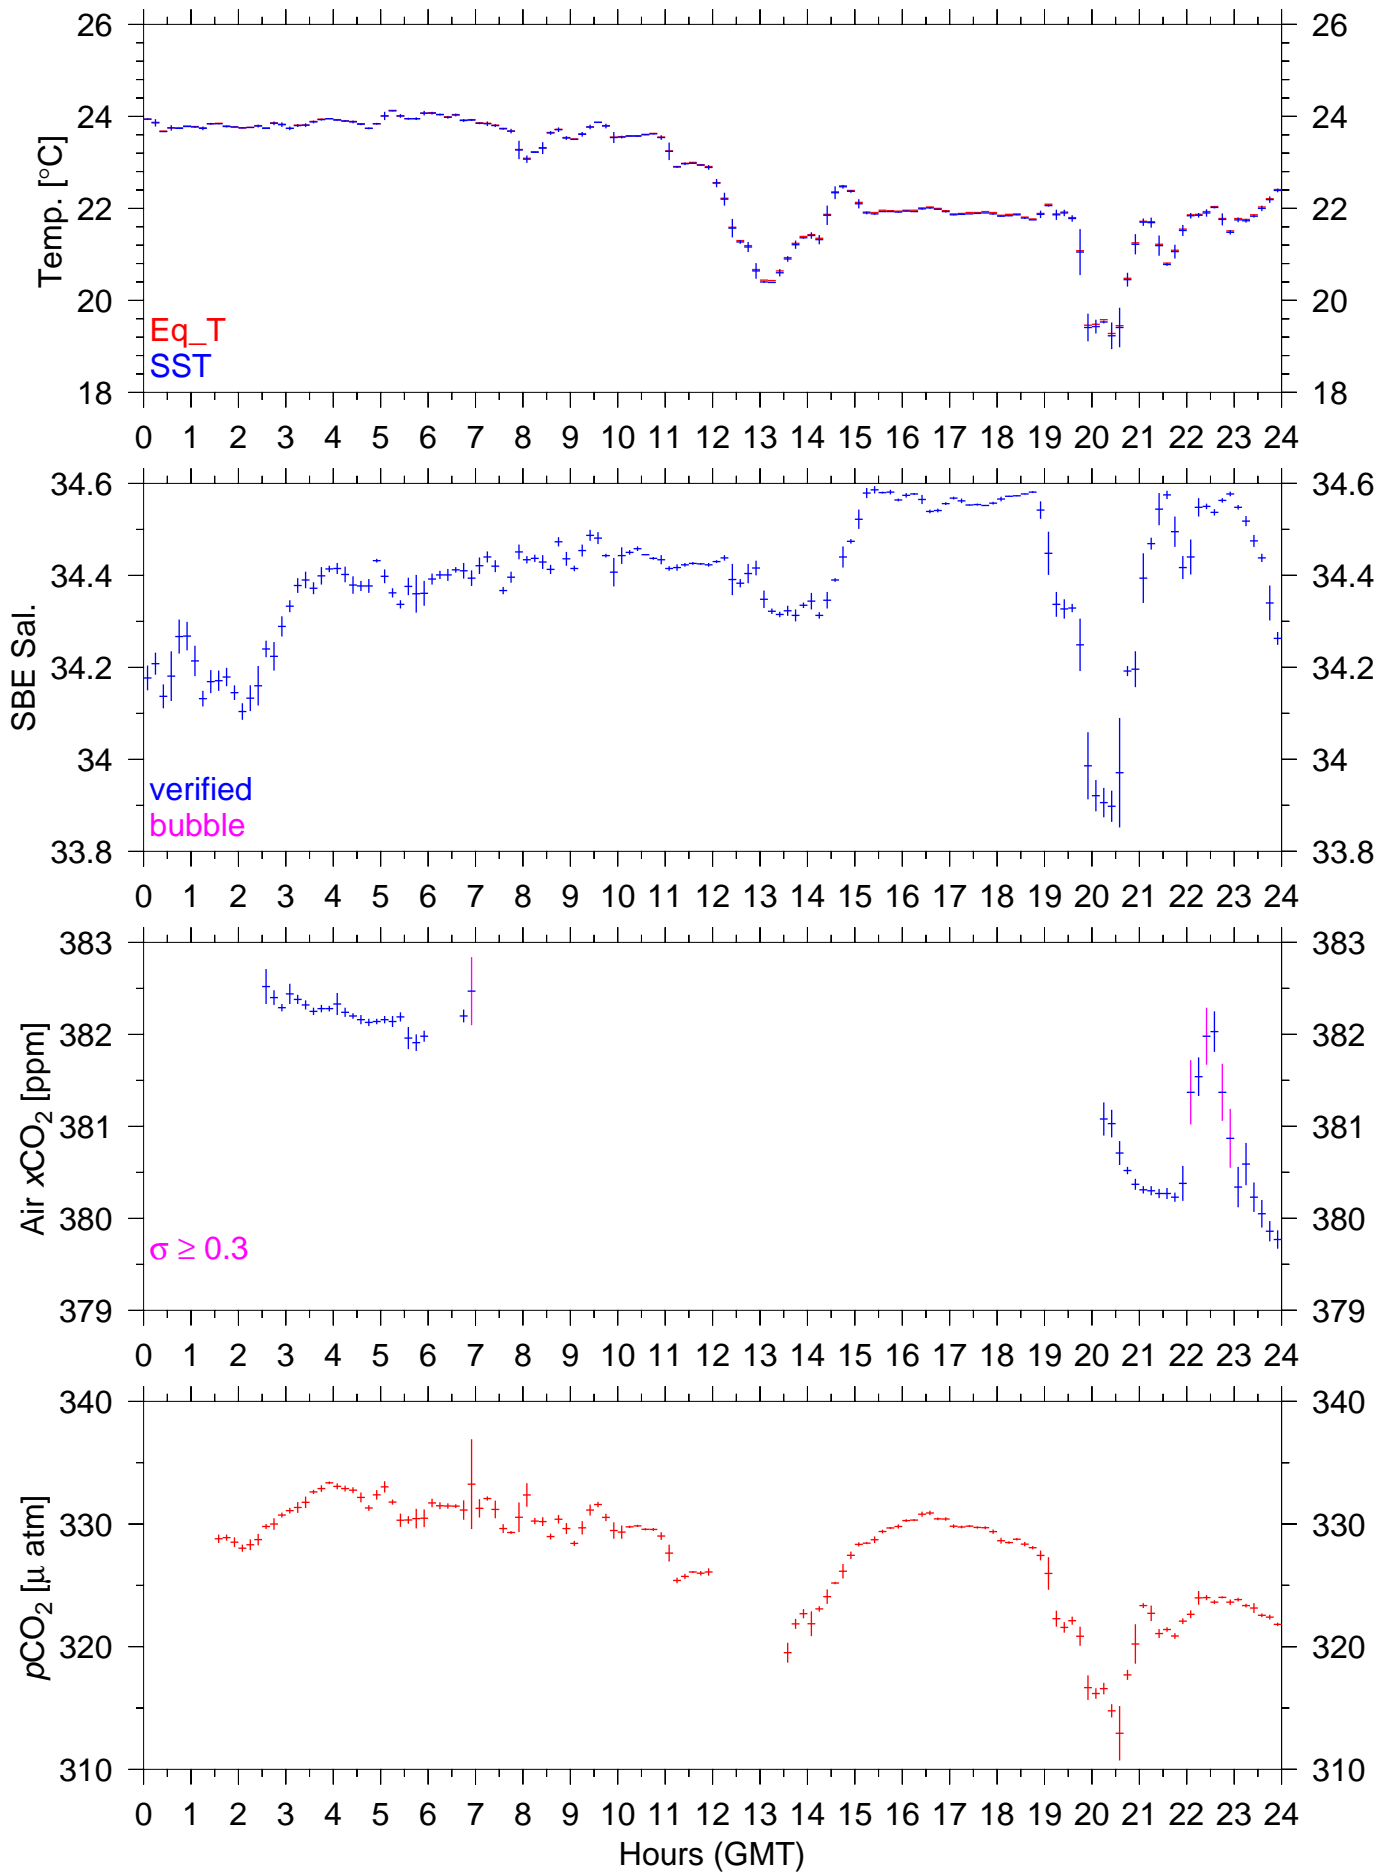 26 26
24 24
22 22
20 20
18 18
Temp. [°C]
Eq_T
SST
0 1 2 3 4 5 6 7 8 9 10 11 12 13 14 15 16 17 18 19 20 21 22 23 24
34.6 34.6
34.4 34.4
34.2 34.2
34 34
33.8 33.8
SBE Sal.
verified
bubble
0 1 2 3 4 5 6 7 8 9 10 11 12 13 14 15 16 17 18 19 20 21 22 23 24
383 383
382 382
381 381
380 380
379 379
Air xCO₂ [ppm]
σ ≥ 0.3
0 1 2 3 4 5 6 7 8 9 10 11 12 13 14 15 16 17 18 19 20 21 22 23 24
340 340
330 330
320 320
310 310
pCO₂ [μ atm]
0 1 2 3 4 5 6 7 8 9 10 11 12 13 14 15 16 17 18 19 20 21 22 23 24
Hours (GMT)